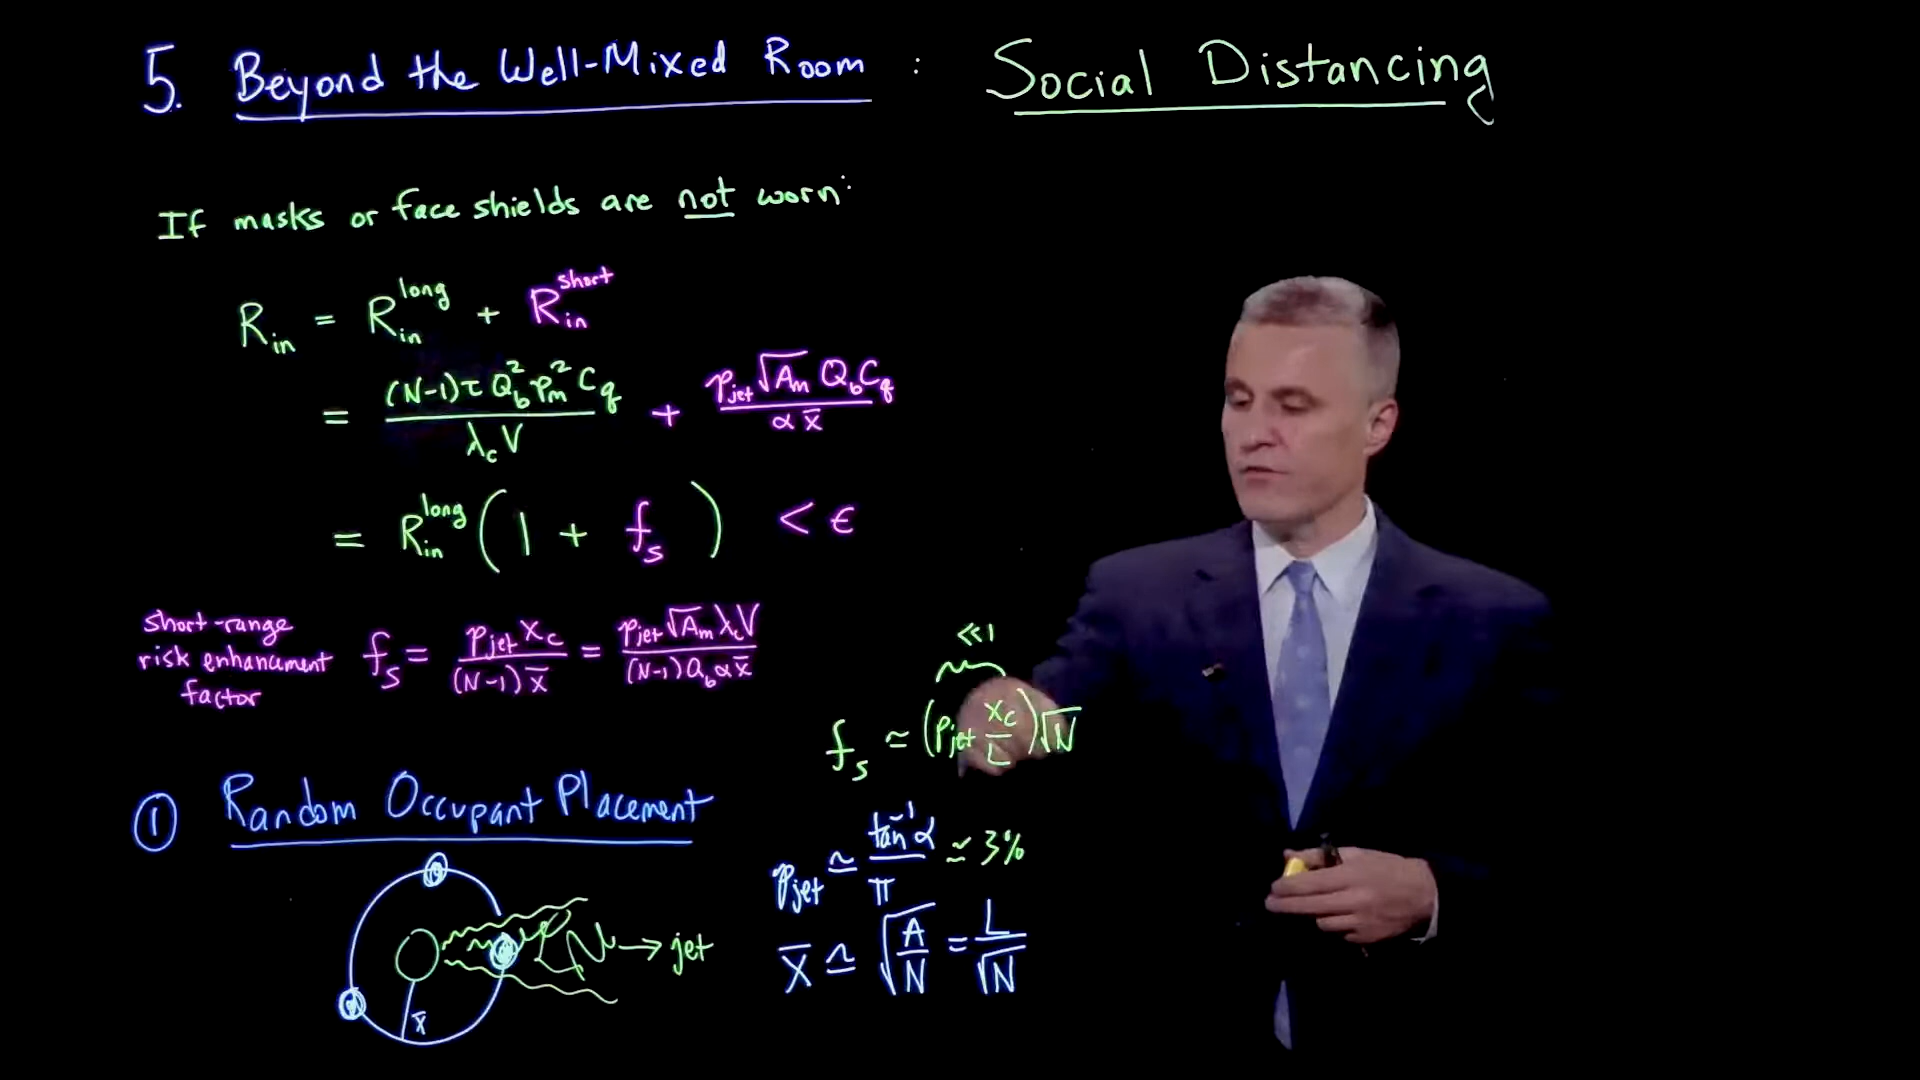 5. Beyond the Well-Mixed Room : Social Distancing
If masks or face shields are not worn:
R_in = R_in^long + R_in^short
= (N-1)τ Q_b^2 p_m^2 C_q / λ_c V + p_jet √A_m Q_b C_q / α x̄
= R_in^long (1 + f_s) < ϵ
short-range risk enhancement factor f_s = p_jet x_c / (N-1) x̄ = p_jet √A_m λ_c V / (N-1) Q_b α x̄
<<1
f_s ≃ (p_jet x_c / L) √N
① Random Occupant Placement
p_jet ≃ tan^-1 α / π ≃ 3%
x̄ ≃ √(A/N) = L / √N
→ jet
x̄